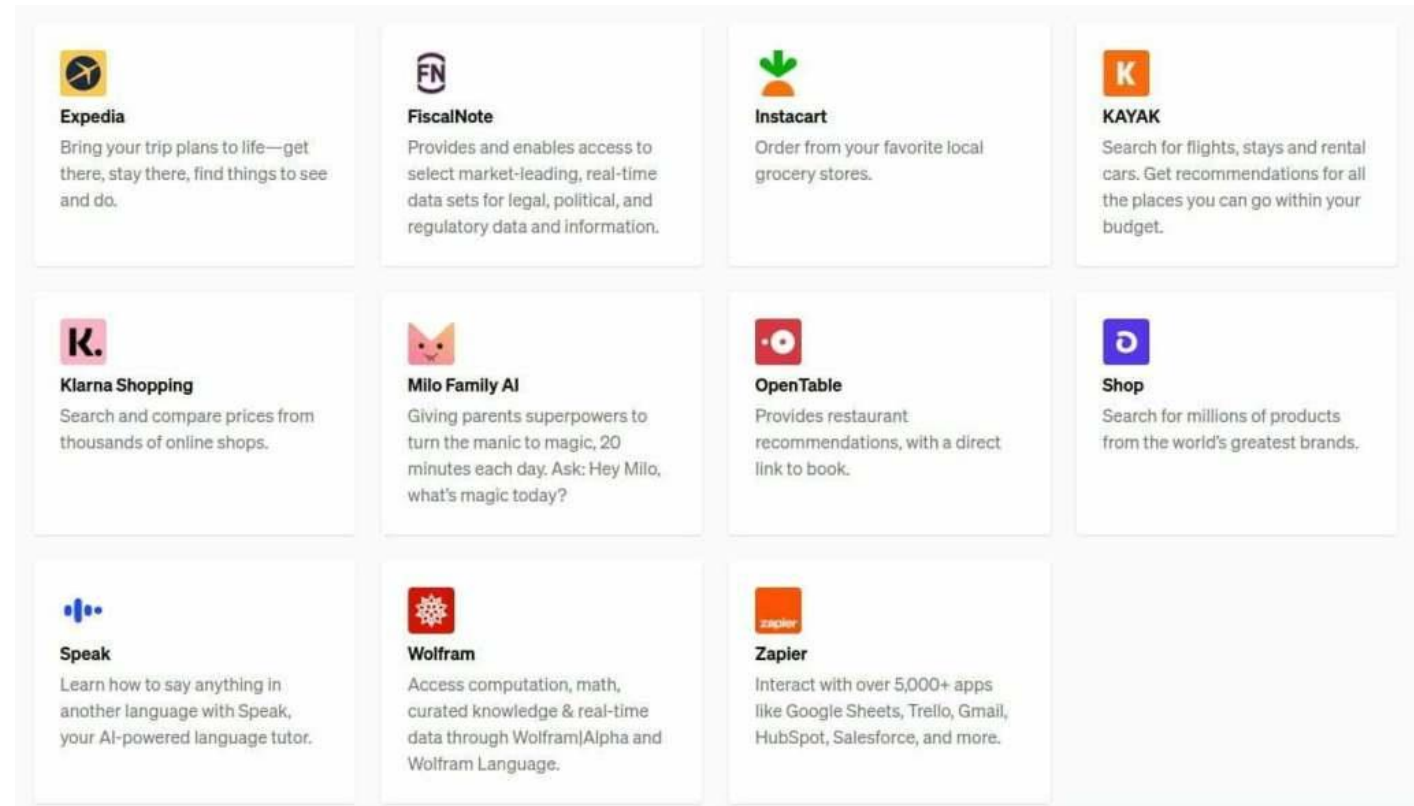 FN
K
Expedia
Bring your trip plans to life—get
there, stay there, find things to see
and do.
FiscalNote
Provides and enables access to
select market-leading, real-time
data sets for legal, political, and
regulatory data and information.
Instacart
Order from your favorite local
grocery stores.
KAYAK
Search for flights, stays and rental
cars. Get recommendations for all
the places you can go within your
budget.
K.
Klarna Shopping
Search and compare prices from
thousands of online shops.
Milo Family AI
Giving parents superpowers to
turn the manic to magic, 20
minutes each day. Ask: Hey Milo,
what's magic today?
OpenTable
Provides restaurant
recommendations, with a direct
link to book.
Shop
Search for millions of products
from the world's greatest brands.
Speak
Learn how to say anything in
another language with Speak,
your AI-powered language tutor.
Wolfram
Access computation, math,
curated knowledge & real-time
data through Wolfram|Alpha and
Wolfram Language.
zapier
Zapier
Interact with over 5,000+ apps
like Google Sheets, Trello, Gmail,
HubSpot, Salesforce, and more.